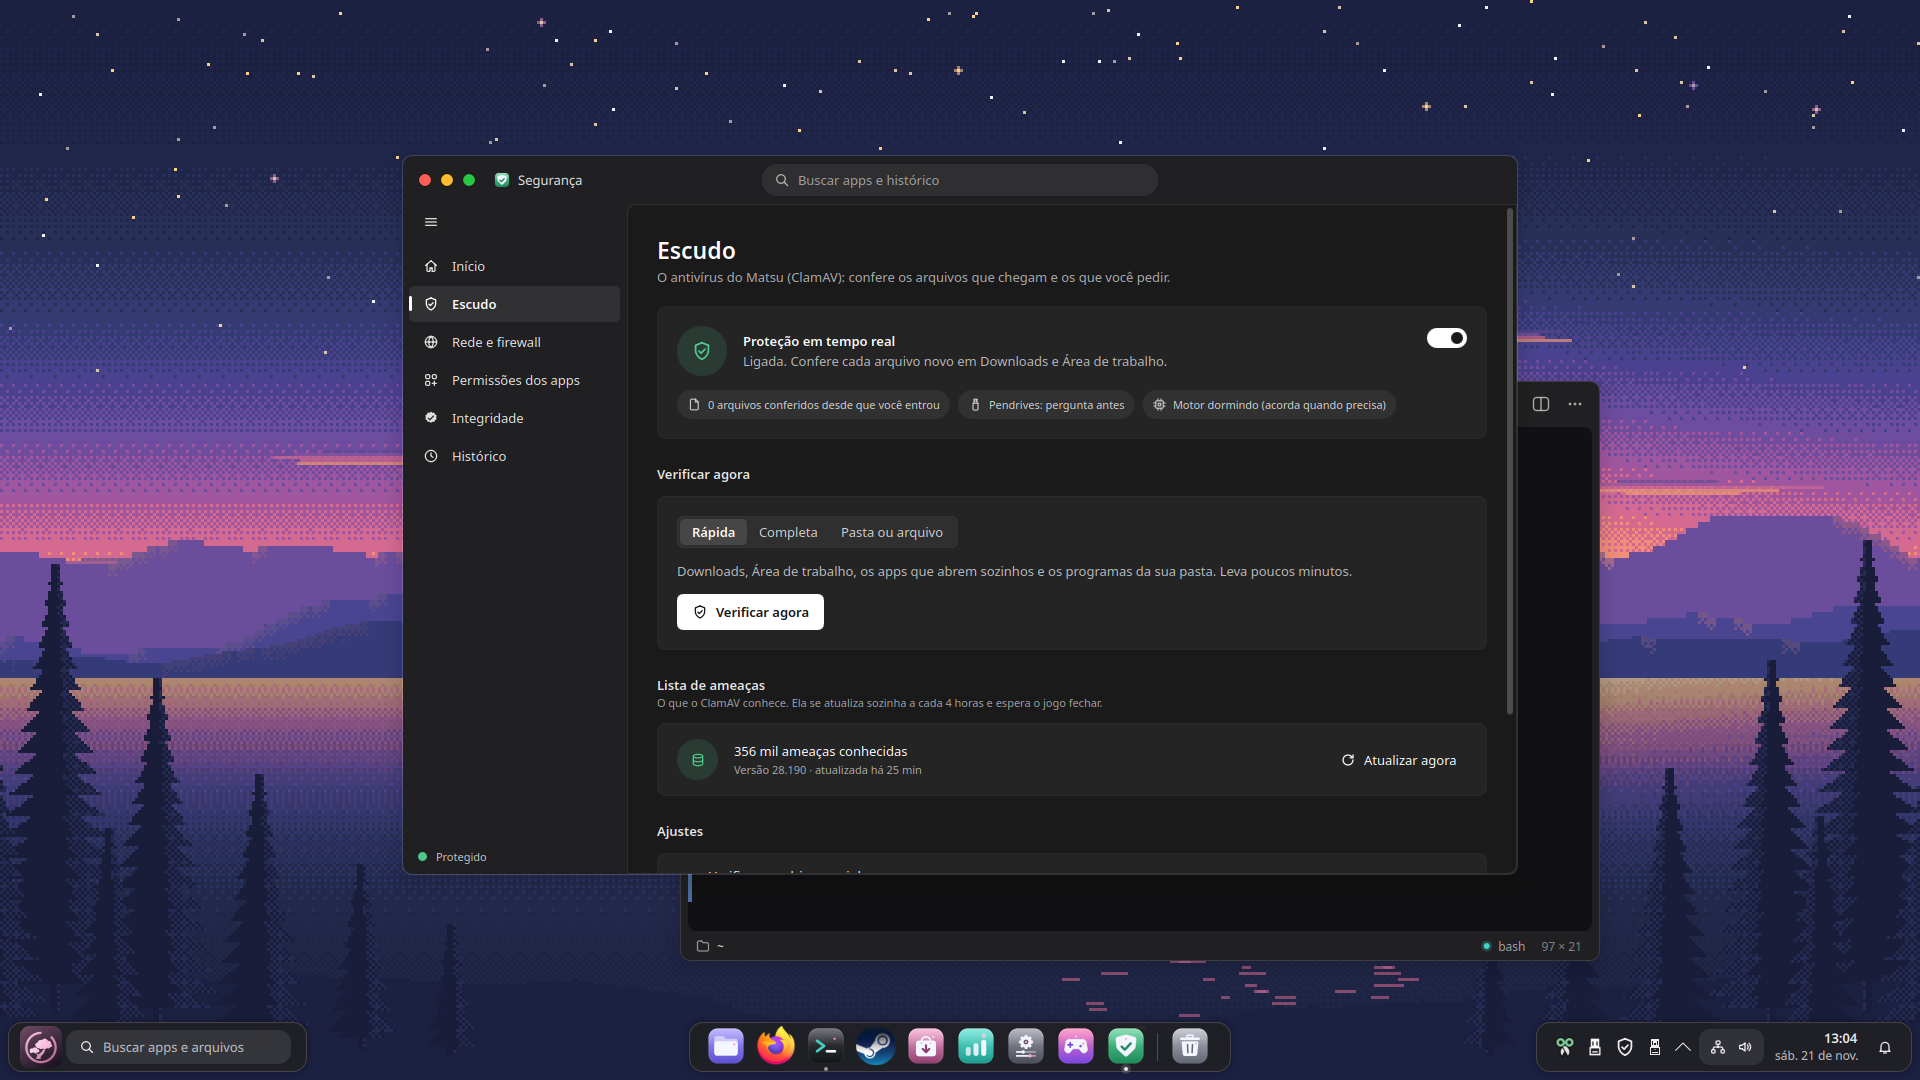 Segurança
Buscar apps e histórico
Início
Escudo
Rede e firewall
Permissões dos apps
Integridade
Histórico
Protegido
Escudo
O antivírus do Matsu (ClamAV): confere os arquivos que chegam e os que você pedir.
Proteção em tempo real
Ligada. Confere cada arquivo novo em Downloads e Área de trabalho.
0 arquivos conferidos desde que você entrou
Pendrives: pergunta antes
Motor dormindo (acorda quando precisa)
Verificar agora
Rápida
Completa
Pasta ou arquivo
Downloads, Área de trabalho, os apps que abrem sozinhos e os programas da sua pasta. Leva poucos minutos.
Verificar agora
Lista de ameaças
O que o ClamAV conhece. Ela se atualiza sozinha a cada 4 horas e espera o jogo fechar.
356 mil ameaças conhecidas
Versão 28.190 · atualizada há 25 min
Atualizar agora
Ajustes
~
bash
97 × 21
Buscar apps e arquivos
13:04
sáb. 21 de nov.